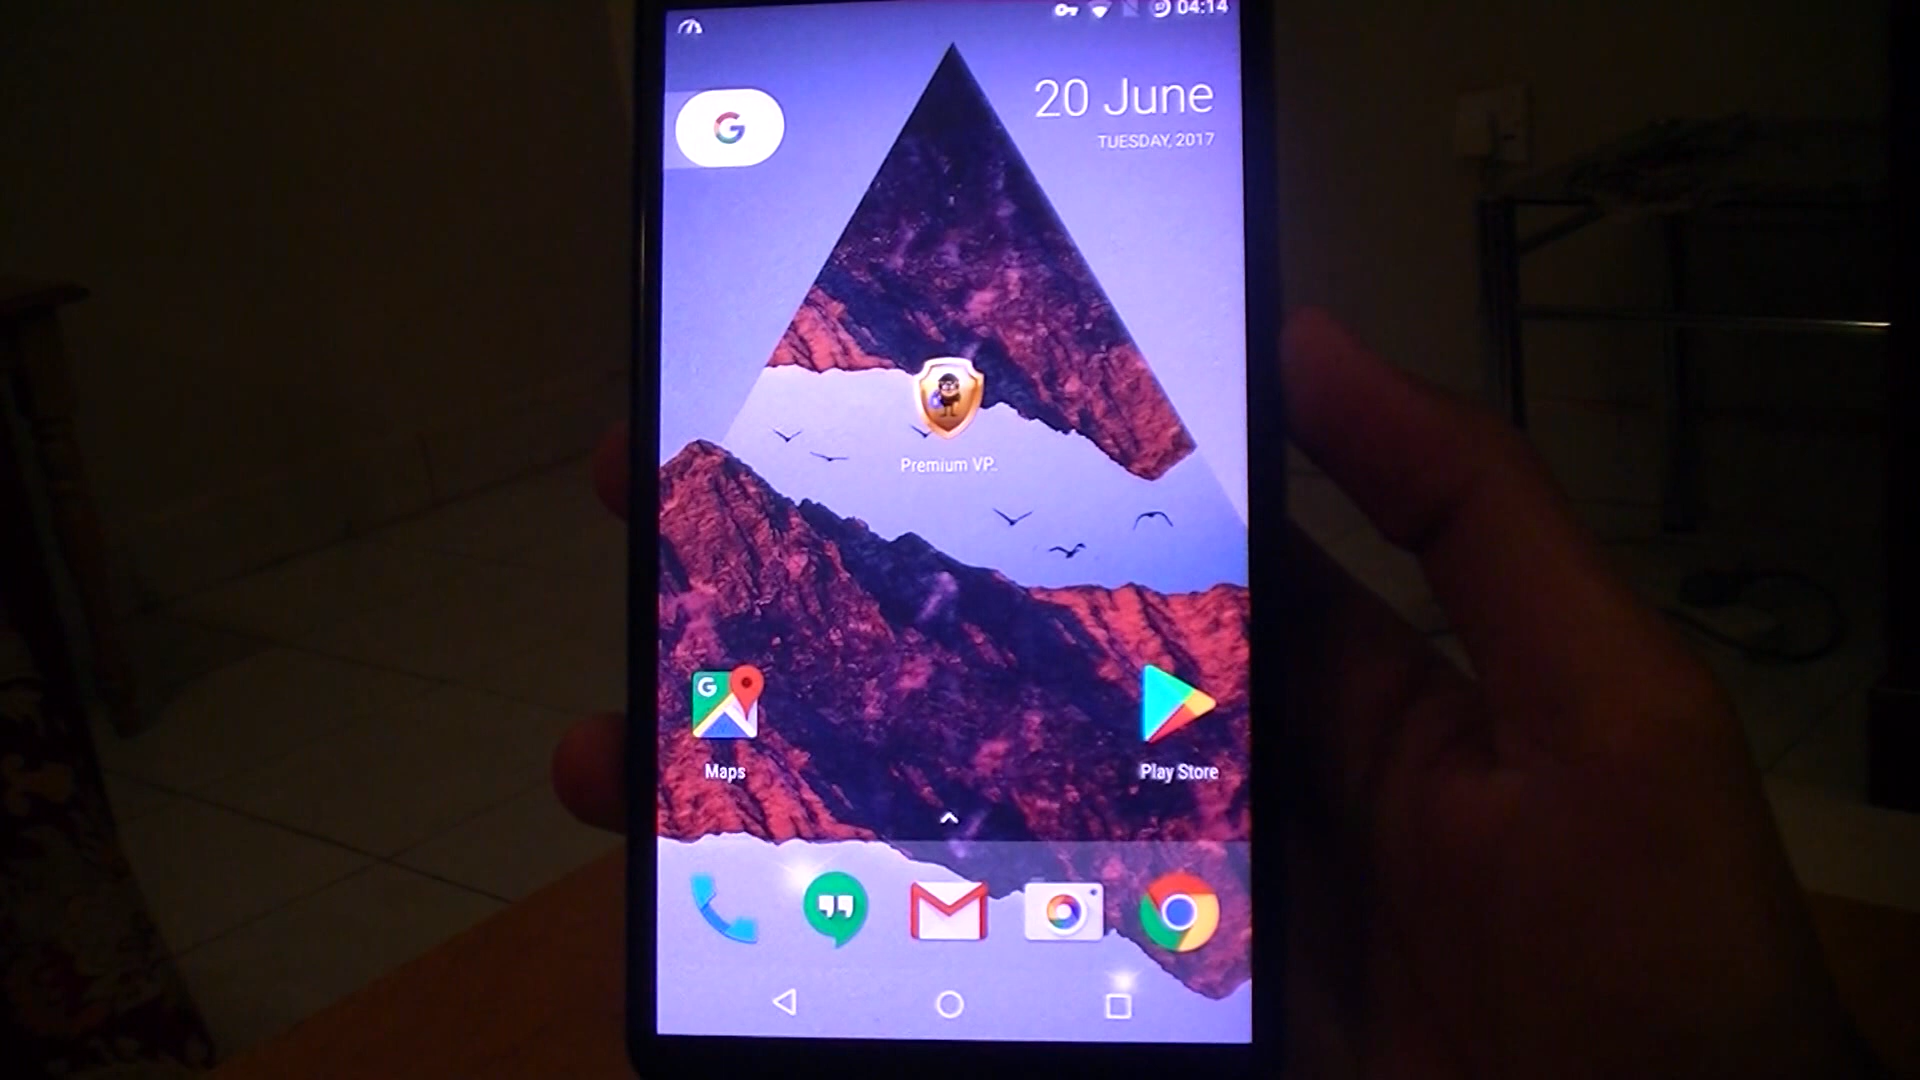 04:14
G
20 June
TUESDAY, 2017
Premium VP..
G
Maps
Play Store